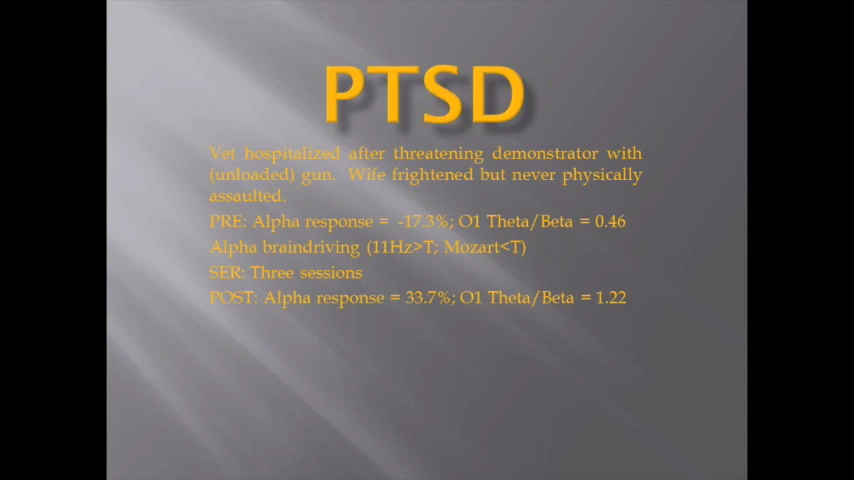 PTSD
Vet hospitalized after threatening demonstrator with
(unloaded) gun. Wife frightened but never physically
assaulted.
PRE: Alpha response = -17.3%; O1 Theta/Beta = 0.46
Alpha braindriving (11Hz>T; Mozart<T)
SER: Three sessions
POST: Alpha response = 33.7%; O1 Theta/Beta = 1.22